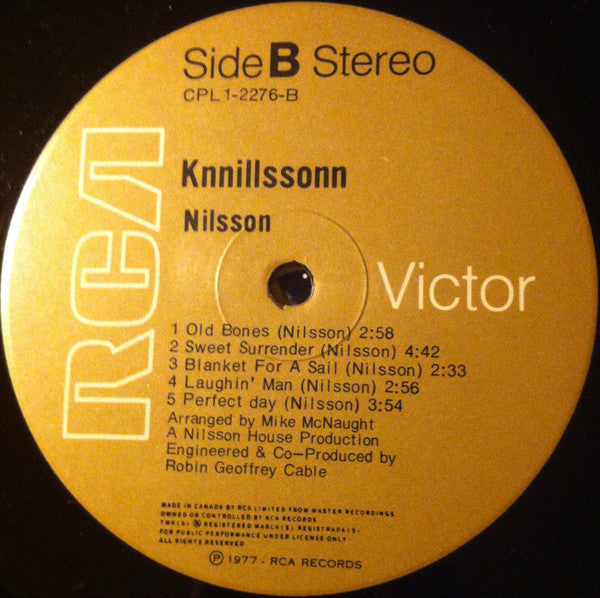 Side B Stereo
CPL1-2276-B
RCA
Knnillssonn
Nilsson
Victor
1 Old Bones (Nilsson) 2:58
2 Sweet Surrender (Nilsson) 4:42
3 Blanket For A Sail (Nilsson) 2:33
4 Laughin' Man (Nilsson) 2:56
5 Perfect day (Nilsson) 3:54
Arranged by Mike McNaught
A Nilsson House Production
Engineered & Co-Produced by
Robin Geoffrey Cable
MADE IN CANADA BY RCA LIMITED FROM MASTER RECORDINGS
OWNED OR CONTROLLED BY RCA RECORDS
TMK(S) ® REGISTERED MARCA(S) REGISTRADA(S)
FOR PUBLIC PERFORMANCE UNDER LICENSE ONLY
ALL RIGHTS RESERVED
℗ 1977 - RCA RECORDS